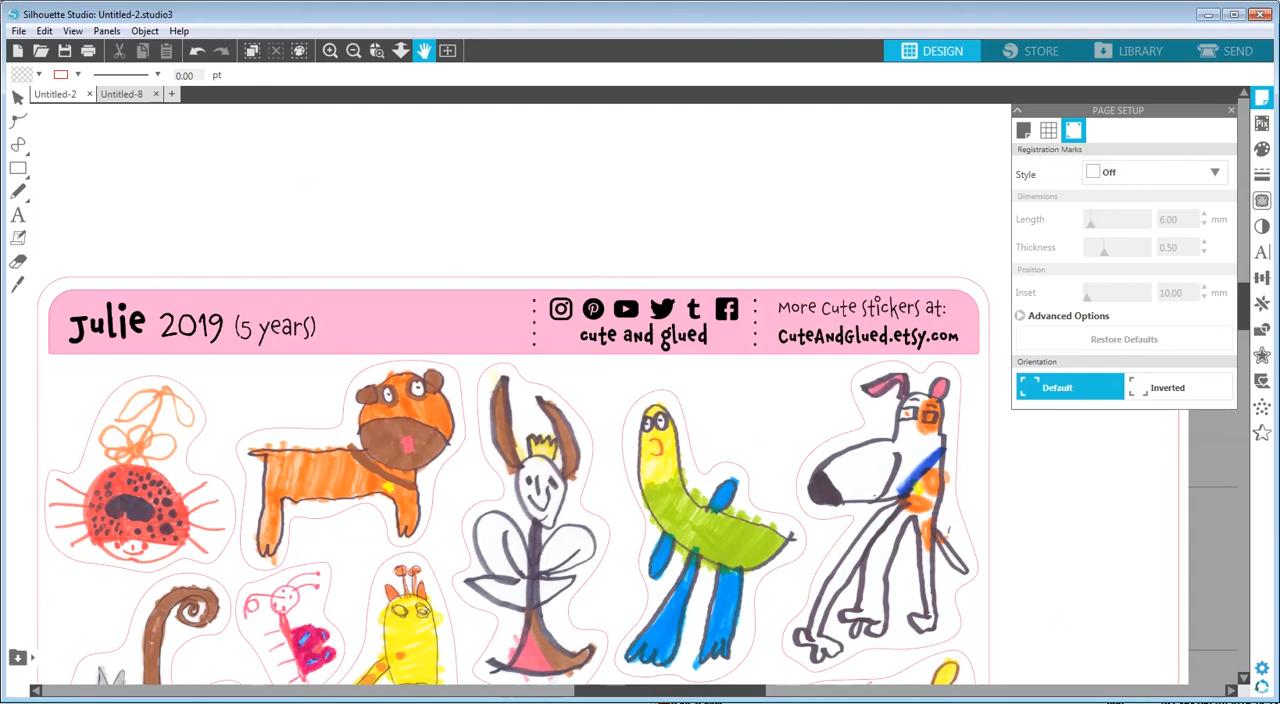 Silhouette Studio: Untitled-2.studio3
File Edit View Panels Object Help
DESIGN STORE LIBRARY SEND
0.00 pt
Untitled-2 Untitled-8
PAGE SETUP
Registration Marks
Style Off
Dimensions
Length 6.00 mm
Thickness 0.50 mm
Position
Inset 10.00 mm
Advanced Options
Restore Defaults
Orientation
Default Inverted
Pix
Julie 2019 (5 years)
cute and glued
More cute stickers at:
CuteAndGlued.etsy.com